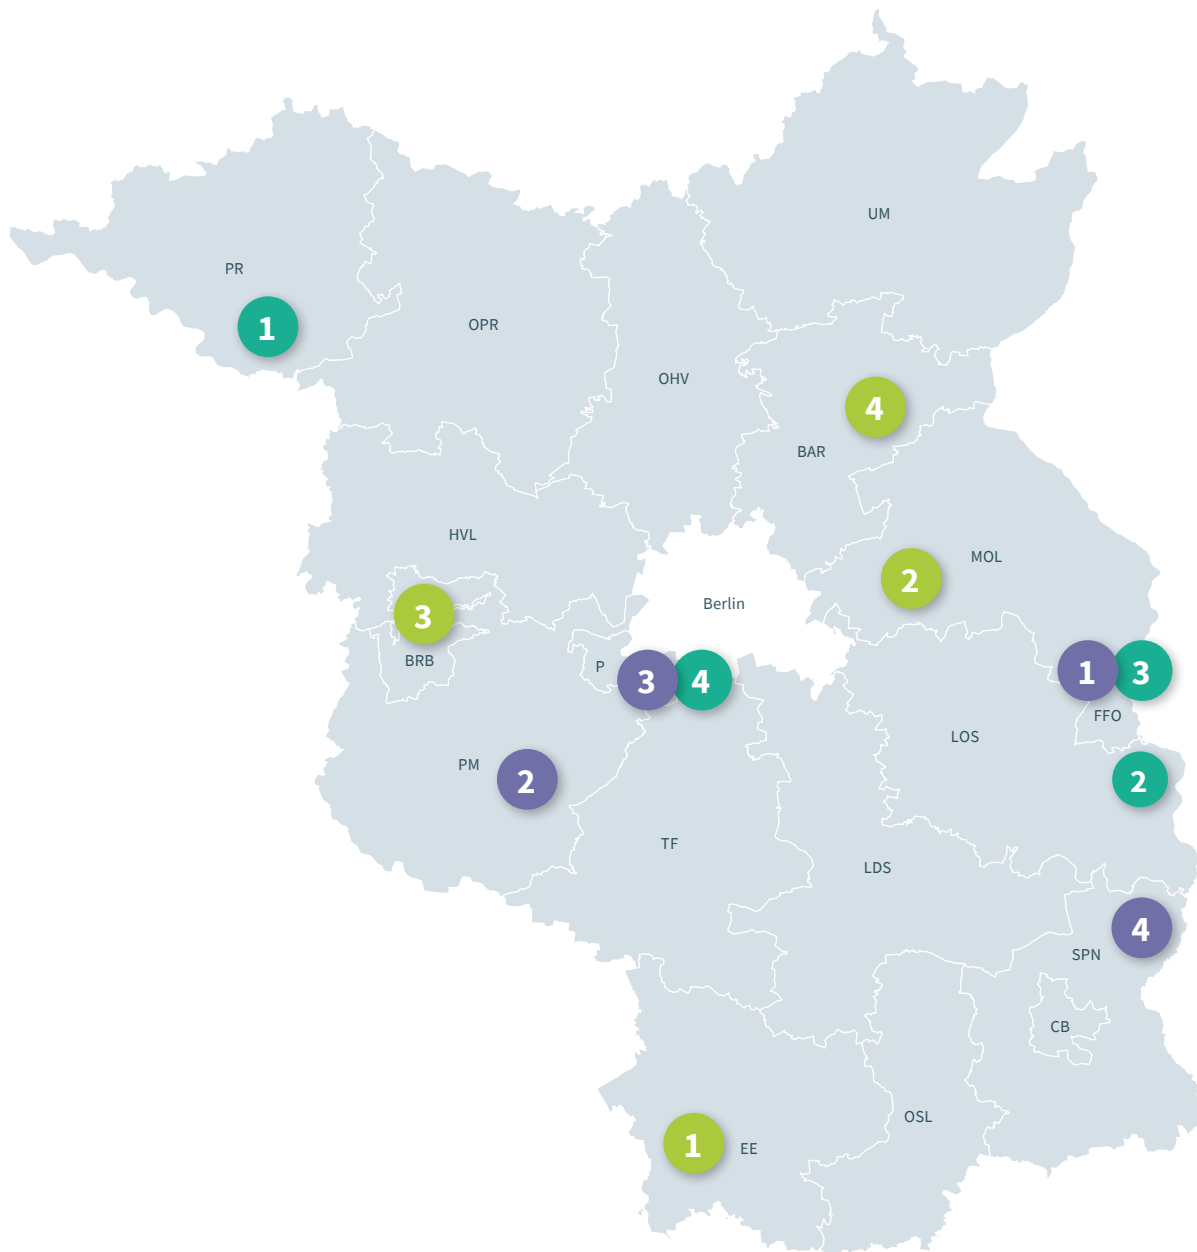 UM
PR
1
OPR
OHV
4
BAR
HVL
MOL
2
Berlin
3
BRB
P
3
4
1
3
FFO
LOS
PM
2
2
TF
LDS
4
SPN
CB
OSL
1
EE